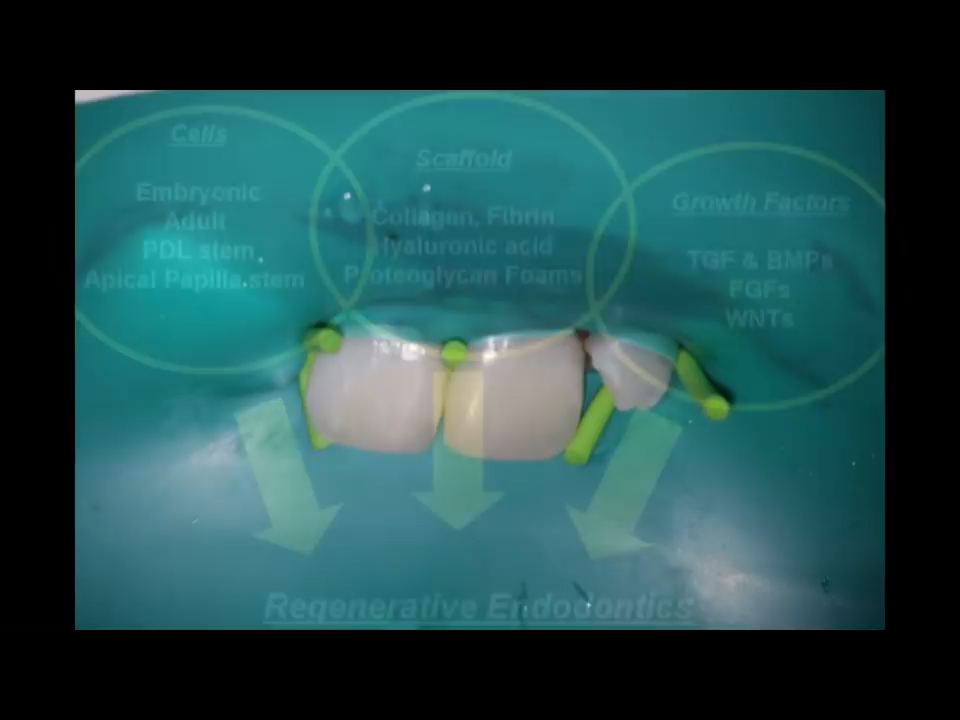 Cells
Embryonic
Adult
PDL stem
Apical Papilla stem
Scaffold
Collagen, Fibrin
Hyaluronic acid
Proteoglycan Foams
Growth Factors
TGF & BMPs
FGFs
WNTs
Regenerative Endodontics